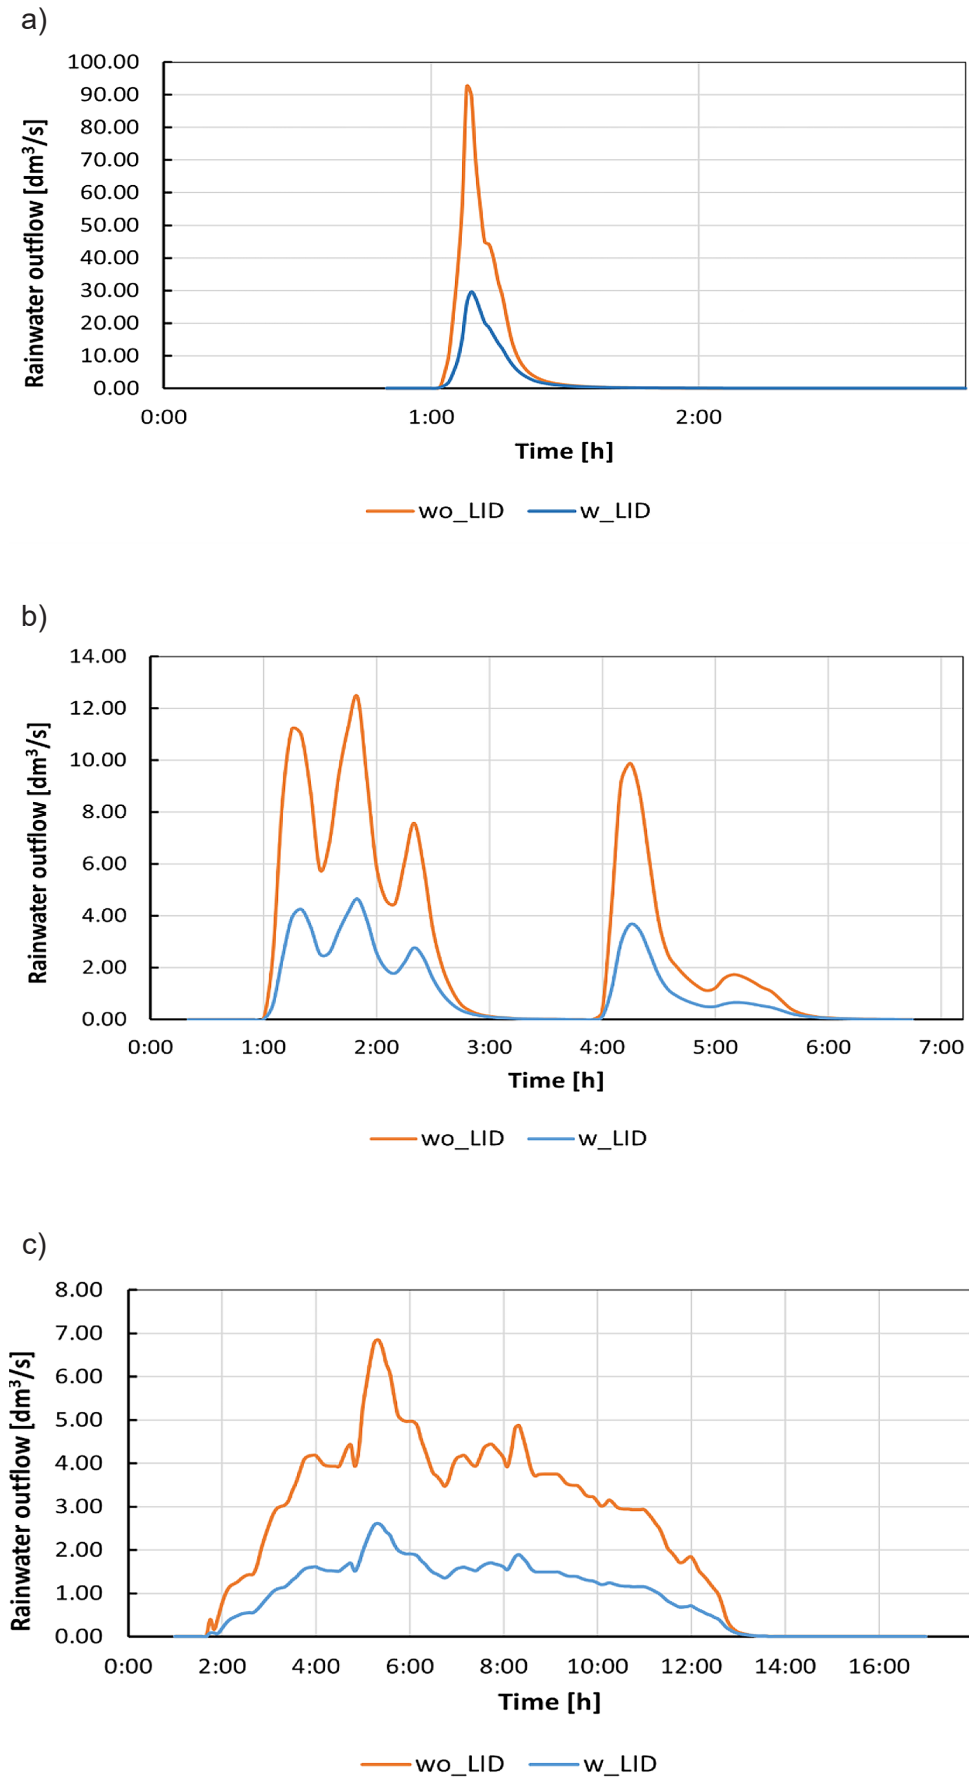 a)
Rainwater outflow [dm³/s]
100.00
90.00
80.00
70.00
60.00
50.00
40.00
30.00
20.00
10.00
0.00
0:00 1:00 2:00
Time [h]
wo_LID w_LID
b)
Rainwater outflow [dm³/s]
14.00
12.00
10.00
8.00
6.00
4.00
2.00
0.00
0:00 1:00 2:00 3:00 4:00 5:00 6:00 7:00
Time [h]
wo_LID w_LID
c)
Rainwater outflow [dm³/s]
8.00
7.00
6.00
5.00
4.00
3.00
2.00
1.00
0.00
0:00 2:00 4:00 6:00 8:00 10:00 12:00 14:00 16:00
Time [h]
wo_LID w_LID